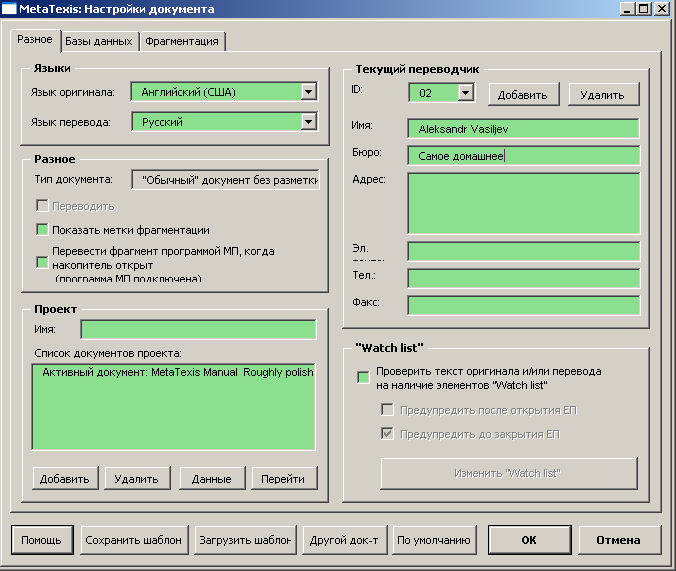 MetaTexis: Настройки документа
Разное
Базы данных
Фрагментация
Языки
Язык оригинала:
Английский (США)
Язык перевода:
Русский
Разное
Тип документа:
"Обычный" документ без разметки
Переводить
Показать метки фрагментации
Перевести фрагмент программой МП, когда
накопитель открыт
(программа МП подключена)
Проект
Имя:
Список документов проекта:
Активный документ: MetaTexis Manual Roughly polish
Добавить
Удалить
Данные
Перейти
Текущий переводчик
ID:
02
Добавить
Удалить
Имя:
Aleksandr Vasiljev
Бюро:
Самое домашнее
Адрес:
Эл.
Тел.:
Факс:
"Watch list"
Проверить текст оригинала и/или перевода
на наличие элементов "Watch list"
Предупредить после открытия ЕП
Предупредить до закрытия ЕП
Изменить "Watch list"
Помощь
Сохранить шаблон
Загрузить шаблон
Другой док-т
По умолчанию
OK
Отмена